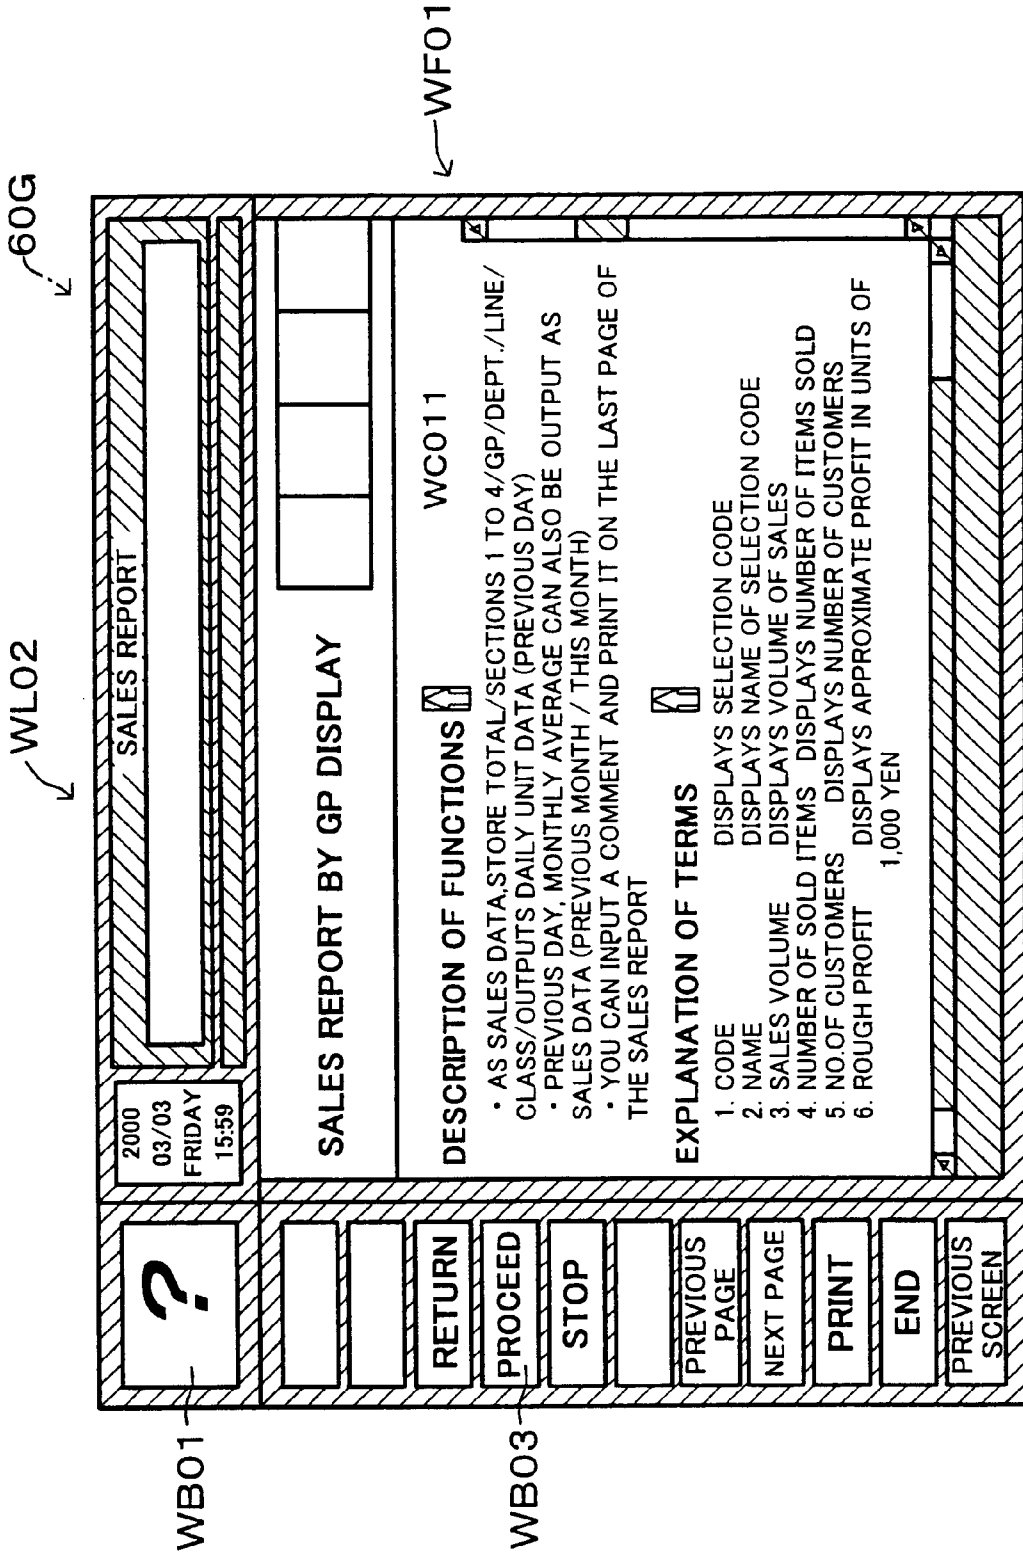 WL02
60G
WF01
WB01
WB03
?
2000
03/03
FRIDAY
15:59
SALES REPORT
RETURN
PROCEED
STOP
PREVIOUS
PAGE
NEXT PAGE
PRINT
END
PREVIOUS
SCREEN
SALES REPORT BY GP DISPLAY
DESCRIPTION OF FUNCTIONS
WC011
・AS SALES DATA,STORE TOTAL/SECTIONS 1 TO 4/GP/DEPT./LINE/
CLASS/OUTPUTS DAILY UNIT DATA (PREVIOUS DAY)
・PREVIOUS DAY, MONTHLY AVERAGE CAN ALSO BE OUTPUT AS
SALES DATA (PREVIOUS MONTH / THIS MONTH)
・YOU CAN INPUT A COMMENT AND PRINT IT ON THE LAST PAGE OF
THE SALES REPORT
EXPLANATION OF TERMS
1. CODE DISPLAYS SELECTION CODE
2. NAME DISPLAYS NAME OF SELECTION CODE
3. SALES VOLUME DISPLAYS VOLUME OF SALES
4. NUMBER OF SOLD ITEMS DISPLAYS NUMBER OF ITEMS SOLD
5. NO.OF CUSTOMERS DISPLAYS NUMBER OF CUSTOMERS
6. ROUGH PROFIT DISPLAYS APPROXIMATE PROFIT IN UNITS OF
1,000 YEN